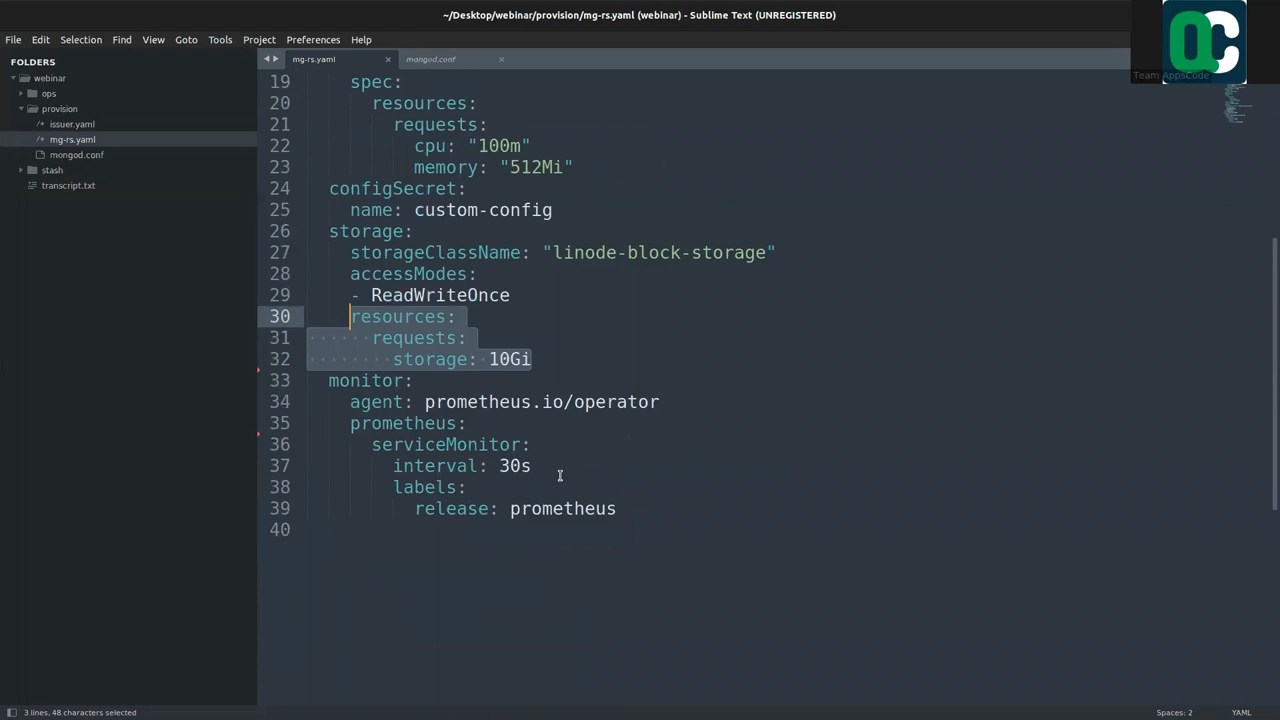 ~/Desktop/webinar/provision/mg-rs.yaml (webinar) - Sublime Text (UNREGISTERED)
File Edit Selection Find View Goto Tools Project Preferences Help
QC
Team AppsCode
FOLDERS
webinar
ops
provision
issuer.yaml
mg-rs.yaml
mongod.conf
stash
transcript.txt
mg-rs.yaml × mongod.conf ×
19 spec:
20 resources:
21 requests:
22 cpu: "100m"
23 memory: "512Mi"
24 configSecret:
25 name: custom-config
26 storage:
27 storageClassName: "linode-block-storage"
28 accessModes:
29 - ReadWriteOnce
30 resources:
31 requests:
32 storage: 10Gi
33 monitor:
34 agent: prometheus.io/operator
35 prometheus:
36 serviceMonitor:
37 interval: 30s
38 labels:
39 release: prometheus
40
3 lines, 48 characters selected
Spaces: 2 YAML